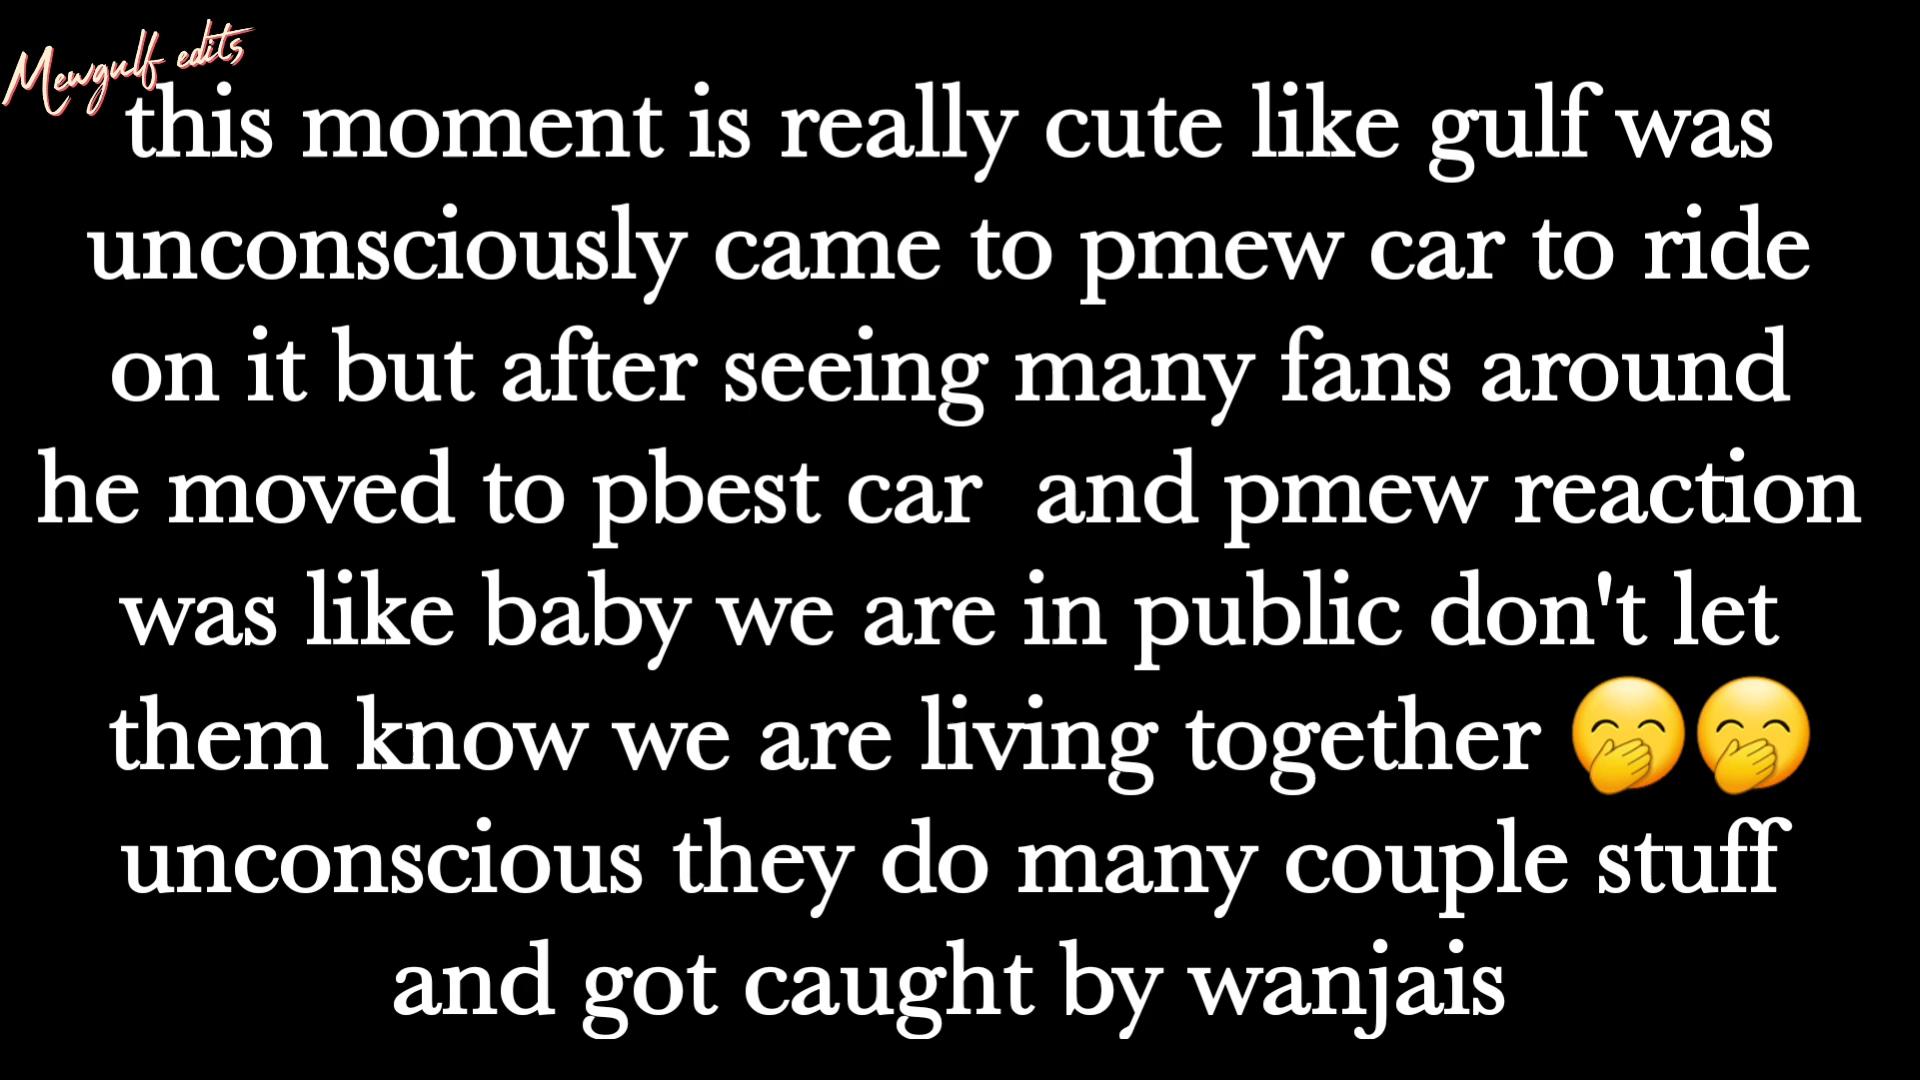 Mewgulf edits
this moment is really cute like gulf was
unconsciously came to pmew car to ride
on it but after seeing many fans around
he moved to pbest car  and pmew reaction
was like baby we are in public don't let
them know we are living together 🤭🤭
unconscious they do many couple stuff
and got caught by wanjais